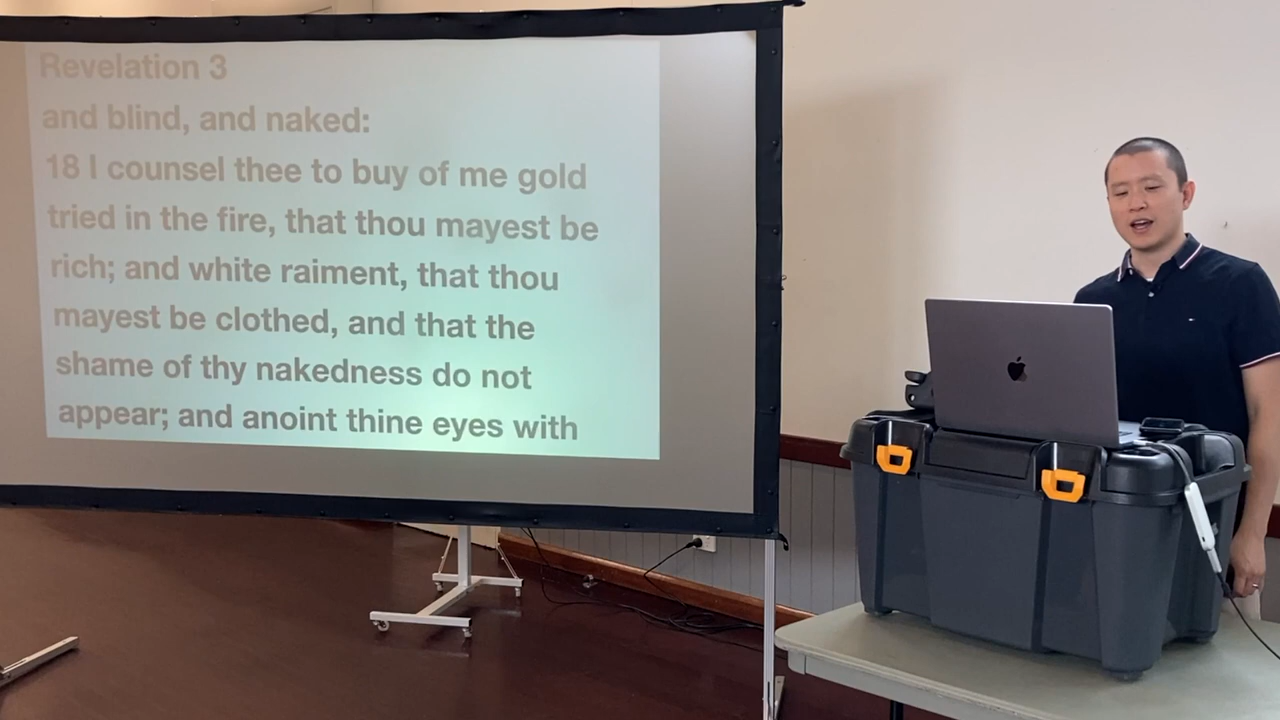 Revelation 3
and blind, and naked:
18 I counsel thee to buy of me gold
tried in the fire, that thou mayest be
rich; and white raiment, that thou
mayest be clothed, and that the
shame of thy nakedness do not
appear; and anoint thine eyes with